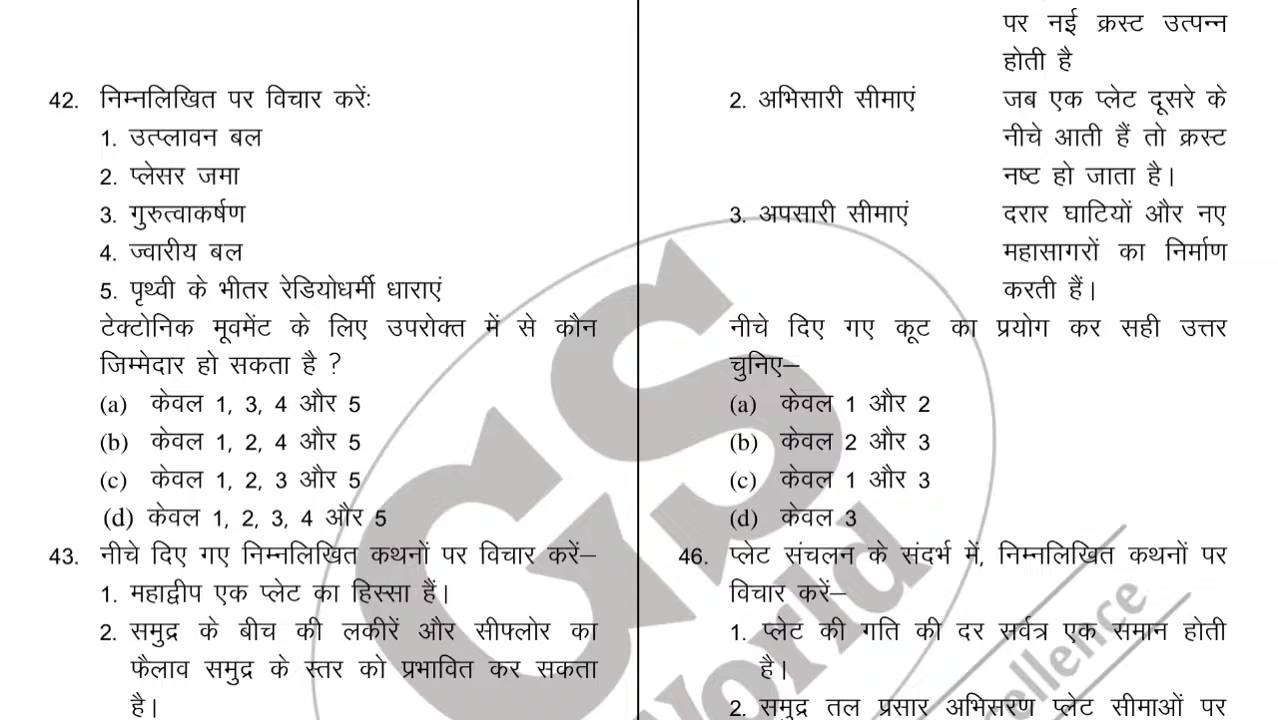 42. निम्नलिखित पर विचार करेंः
1. उत्प्लावन बल
2. प्लेसर जमा
3. गुरुत्वाकर्षण
4. ज्वारीय बल
5. पृथ्वी के भीतर रेडियोधर्मी धाराएं
टेक्टोनिक मूवमेंट के लिए उपरोक्त में से कौन
जिम्मेदार हो सकता है ?
(a) केवल 1, 3, 4 और 5
(b) केवल 1, 2, 4 और 5
(c) केवल 1, 2, 3 और 5
(d) केवल 1, 2, 3, 4 और 5
43. नीचे दिए गए निम्नलिखित कथनों पर विचार करें–
1. महाद्वीप एक प्लेट का हिस्सा हैं।
2. समुद्र के बीच की लकीरें और सीफ्लोर का
फैलाव समुद्र के स्तर को प्रभावित कर सकता
है।
पर नई क्रस्ट उत्पन्न
होती है
2. अभिसारी सीमाएं जब एक प्लेट दूसरे के
नीचे आती हैं तो क्रस्ट
नष्ट हो जाता है।
3. अपसारी सीमाएं दरार घाटियों और नए
महासागरों का निर्माण
करती हैं।
नीचे दिए गए कूट का प्रयोग कर सही उत्तर
चुनिए–
(a) केवल 1 और 2
(b) केवल 2 और 3
(c) केवल 1 और 3
(d) केवल 3
46. प्लेट संचलन के संदर्भ में, निम्नलिखित कथनों पर
विचार करें–
1. प्लेट की गति की दर सर्वत्र एक समान होती
है।
2. समुद्र तल प्रसार अभिसरण प्लेट सीमाओं पर
GS
World